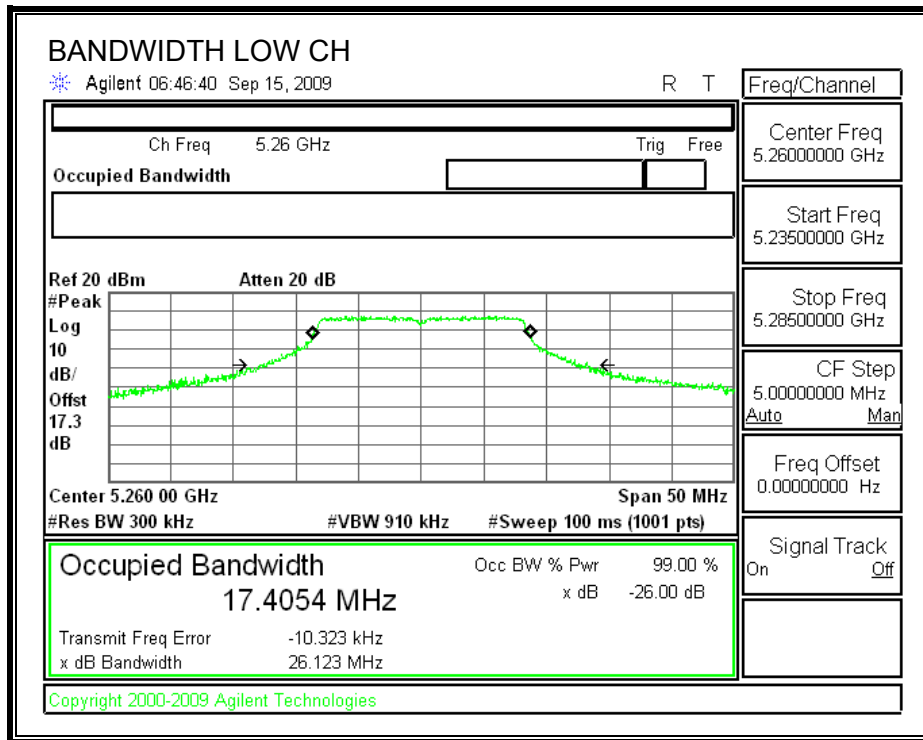 BANDWIDTH LOW CH
Agilent 06:46:40 Sep 15, 2009 R T
Freq/Channel
Ch Freq 5.26 GHz Trig Free
Occupied Bandwidth
Center Freq
5.26000000 GHz
Start Freq
5.23500000 GHz
Ref 20 dBm Atten 20 dB
#Peak
Log
10
dB/
Offst
17.3
dB
Stop Freq
5.28500000 GHz
CF Step
5.00000000 MHz
Auto Man
Freq Offset
0.00000000 Hz
Center 5.260 00 GHz Span 50 MHz
#Res BW 300 kHz #VBW 910 kHz #Sweep 100 ms (1001 pts)
Signal Track
On Off
Occupied Bandwidth Occ BW % Pwr 99.00 %
17.4054 MHz x dB -26.00 dB
Transmit Freq Error -10.323 kHz
x dB Bandwidth 26.123 MHz
Copyright 2000-2009 Agilent Technologies